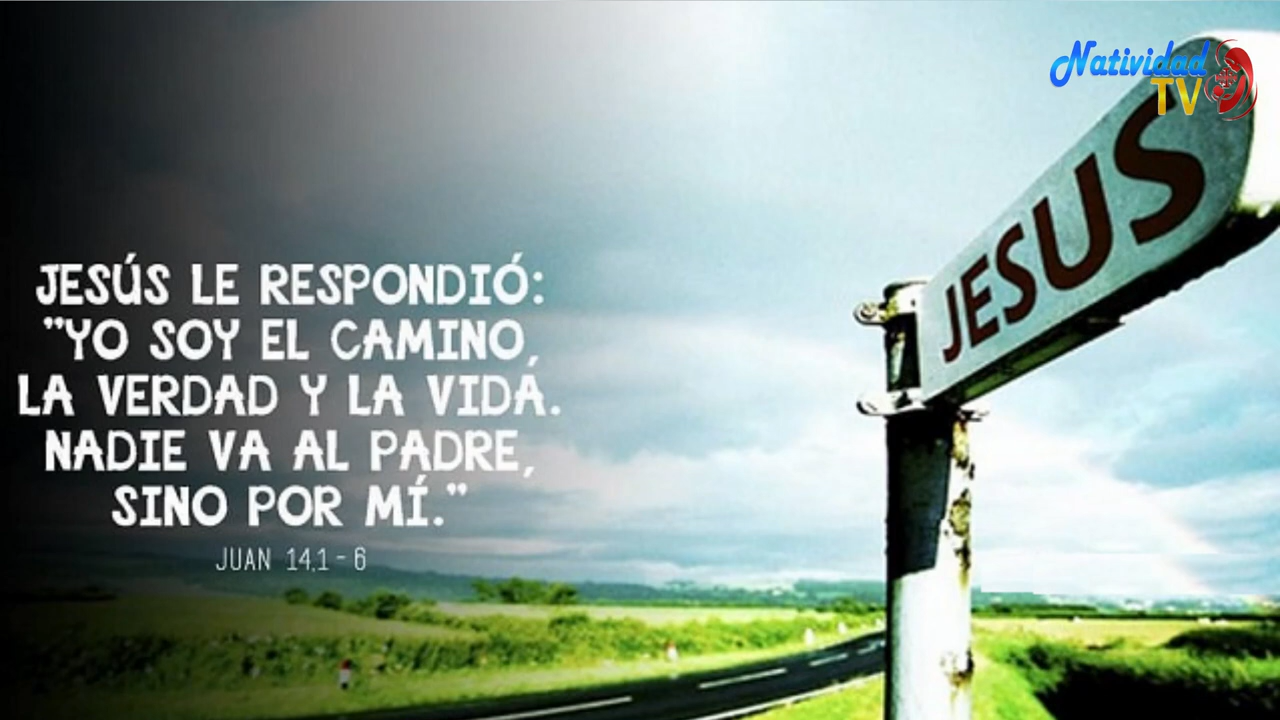 Natividad
TV
JESUS
JESÚS LE RESPONDIÓ:
"YO SOY EL CAMINO,
LA VERDAD Y LA VIDA.
NADIE VA AL PADRE,
SINO POR MÍ."
JUAN 14,1 - 6